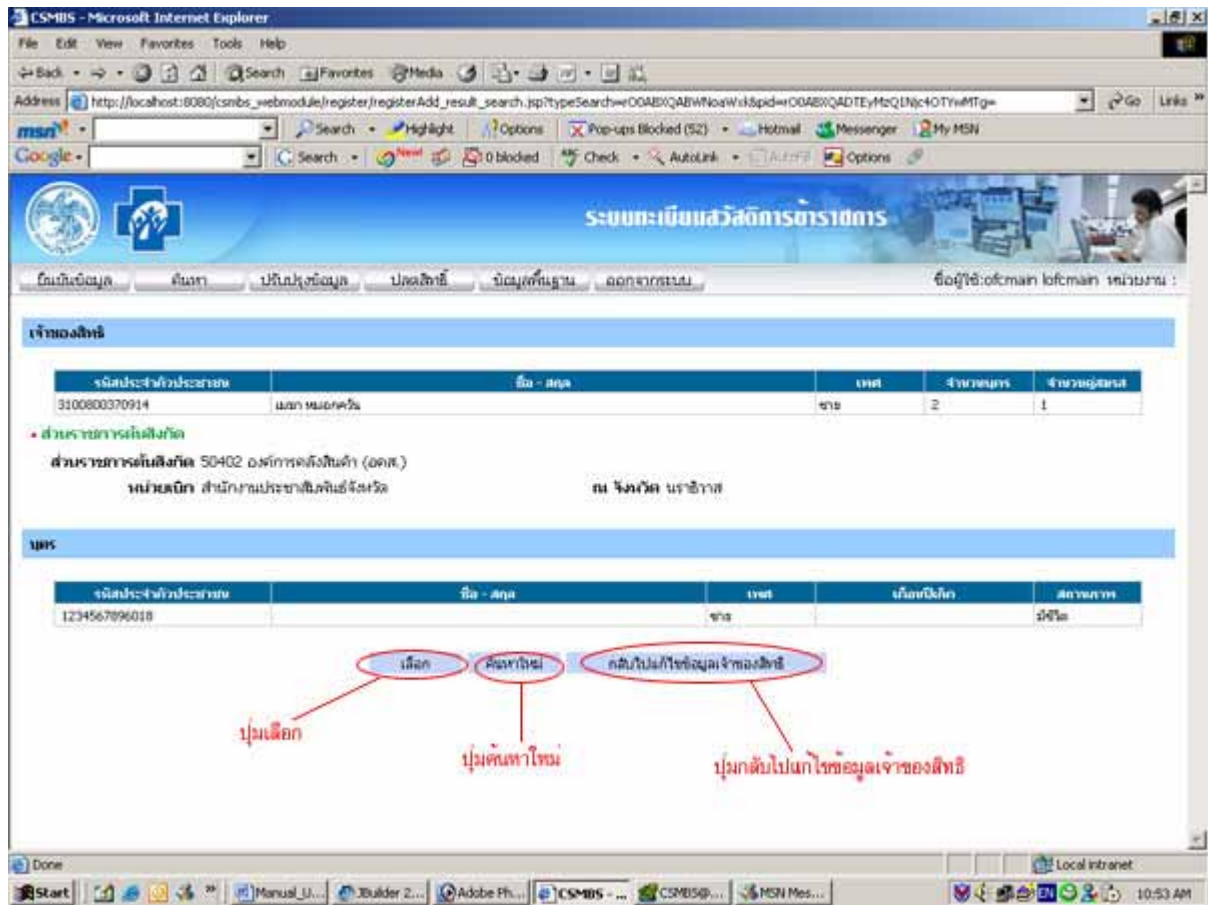 CSMBS - Microsoft Internet Explorer
File Edit View Favorites Tools Help
Back Search Favorites Media
Address http://localhost:8080/csmbs_webmodule/register/registerAdd_result_search.jsp?typeSearch= Go Links
msn Search Highlight Options Pop-ups Blocked (52) Hotmail Messenger My MSN
Google Search New! 0 blocked Check AutoLink AutoFill Options
ระบบทะเบียนสวัสดิการข้าราชการ
ยืนยันข้อมูล ค้นหา ปรับปรุงข้อมูล ปลดสิทธิ์ ข้อมูลพื้นฐาน ออกจากระบบ ชื่อผู้ใช้:ofcmain lofcmain หน่วยงาน :
เจ้าของสิทธิ
รหัสประจำตัวประชาชน ชื่อ - สกุล เพศ จำนวนบุตร จำนวนคู่สมรส
3100800370914 เมฆา หมอกควัน ชาย 2 1
ส่วนราชการต้นสังกัด
ส่วนราชการต้นสังกัด 50402 องค์การคลังสินค้า (อคส.)
หน่วยเบิก สำนักงานประชาสัมพันธ์จังหวัด ณ จังหวัด นราธิวาส
บุตร
รหัสประจำตัวประชาชน ชื่อ - สกุล เพศ เดือนปีเกิด สถานภาพ
1234567896018 ชาย มีชีวิต
เลือก ค้นหาใหม่ กลับไปแก้ไขข้อมูลเจ้าของสิทธิ
ปุ่มเลือก
ปุ่มค้นหาใหม่
ปุ่มกลับไปแก้ไขข้อมูลเจ้าของสิทธิ
Done Local intranet
Start Manual_U... JBuilder 2... Adobe Ph... CSMBS - ... CSMBS@... MSN Mes... EN 10:53 AM